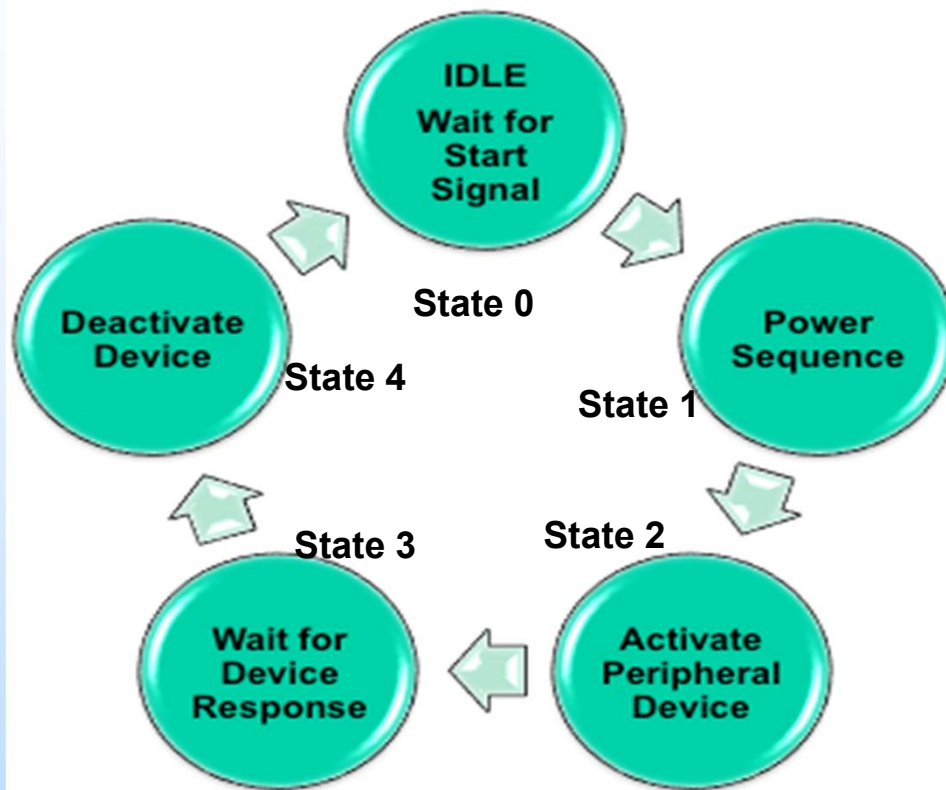 IDLE
Wait for
Start
Signal
State 0
Power
Sequence
State 1
Activate
Peripheral
Device
State 2
Wait for
Device
Response
State 3
Deactivate
Device
State 4